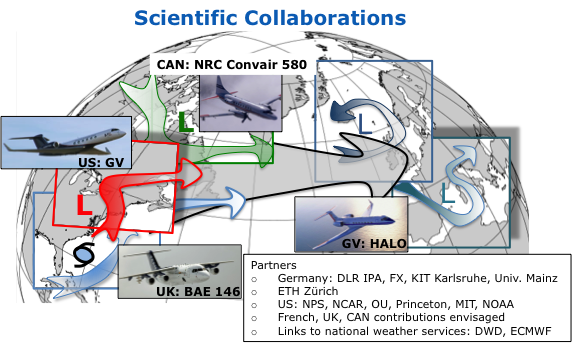 Scientific Collaborations
CAN: NRC Convair 580
L
L
US: GV
L
L
GV: HALO
UK: BAE 146
Partners
o Germany: DLR IPA, FX, KIT Karlsruhe, Univ. Mainz
o ETH Zürich
o US: NPS, NCAR, OU, Princeton, MIT, NOAA
o French, UK, CAN contributions envisaged
o Links to national weather services: DWD, ECMWF